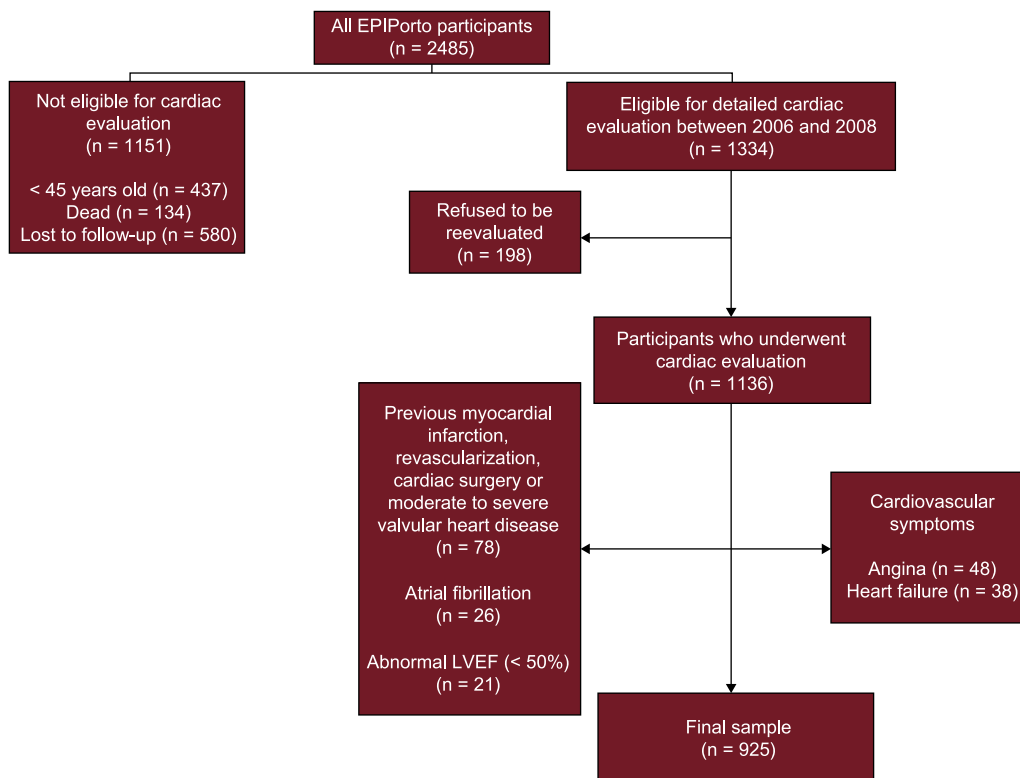 All EPIPorto participants
(n = 2485)
Not eligible for cardiac
evaluation
(n = 1151)
< 45 years old (n = 437)
Dead (n = 134)
Lost to follow-up (n = 580)
Eligible for detailed cardiac
evaluation between 2006 and 2008
(n = 1334)
Refused to be
reevaluated
(n = 198)
Participants who underwent
cardiac evaluation
(n = 1136)
Previous myocardial
infarction,
revascularization,
cardiac surgery or
moderate to severe
valvular heart disease
(n = 78)
Atrial fibrillation
(n = 26)
Abnormal LVEF (< 50%)
(n = 21)
Cardiovascular
symptoms
Angina (n = 48)
Heart failure (n = 38)
Final sample
(n = 925)